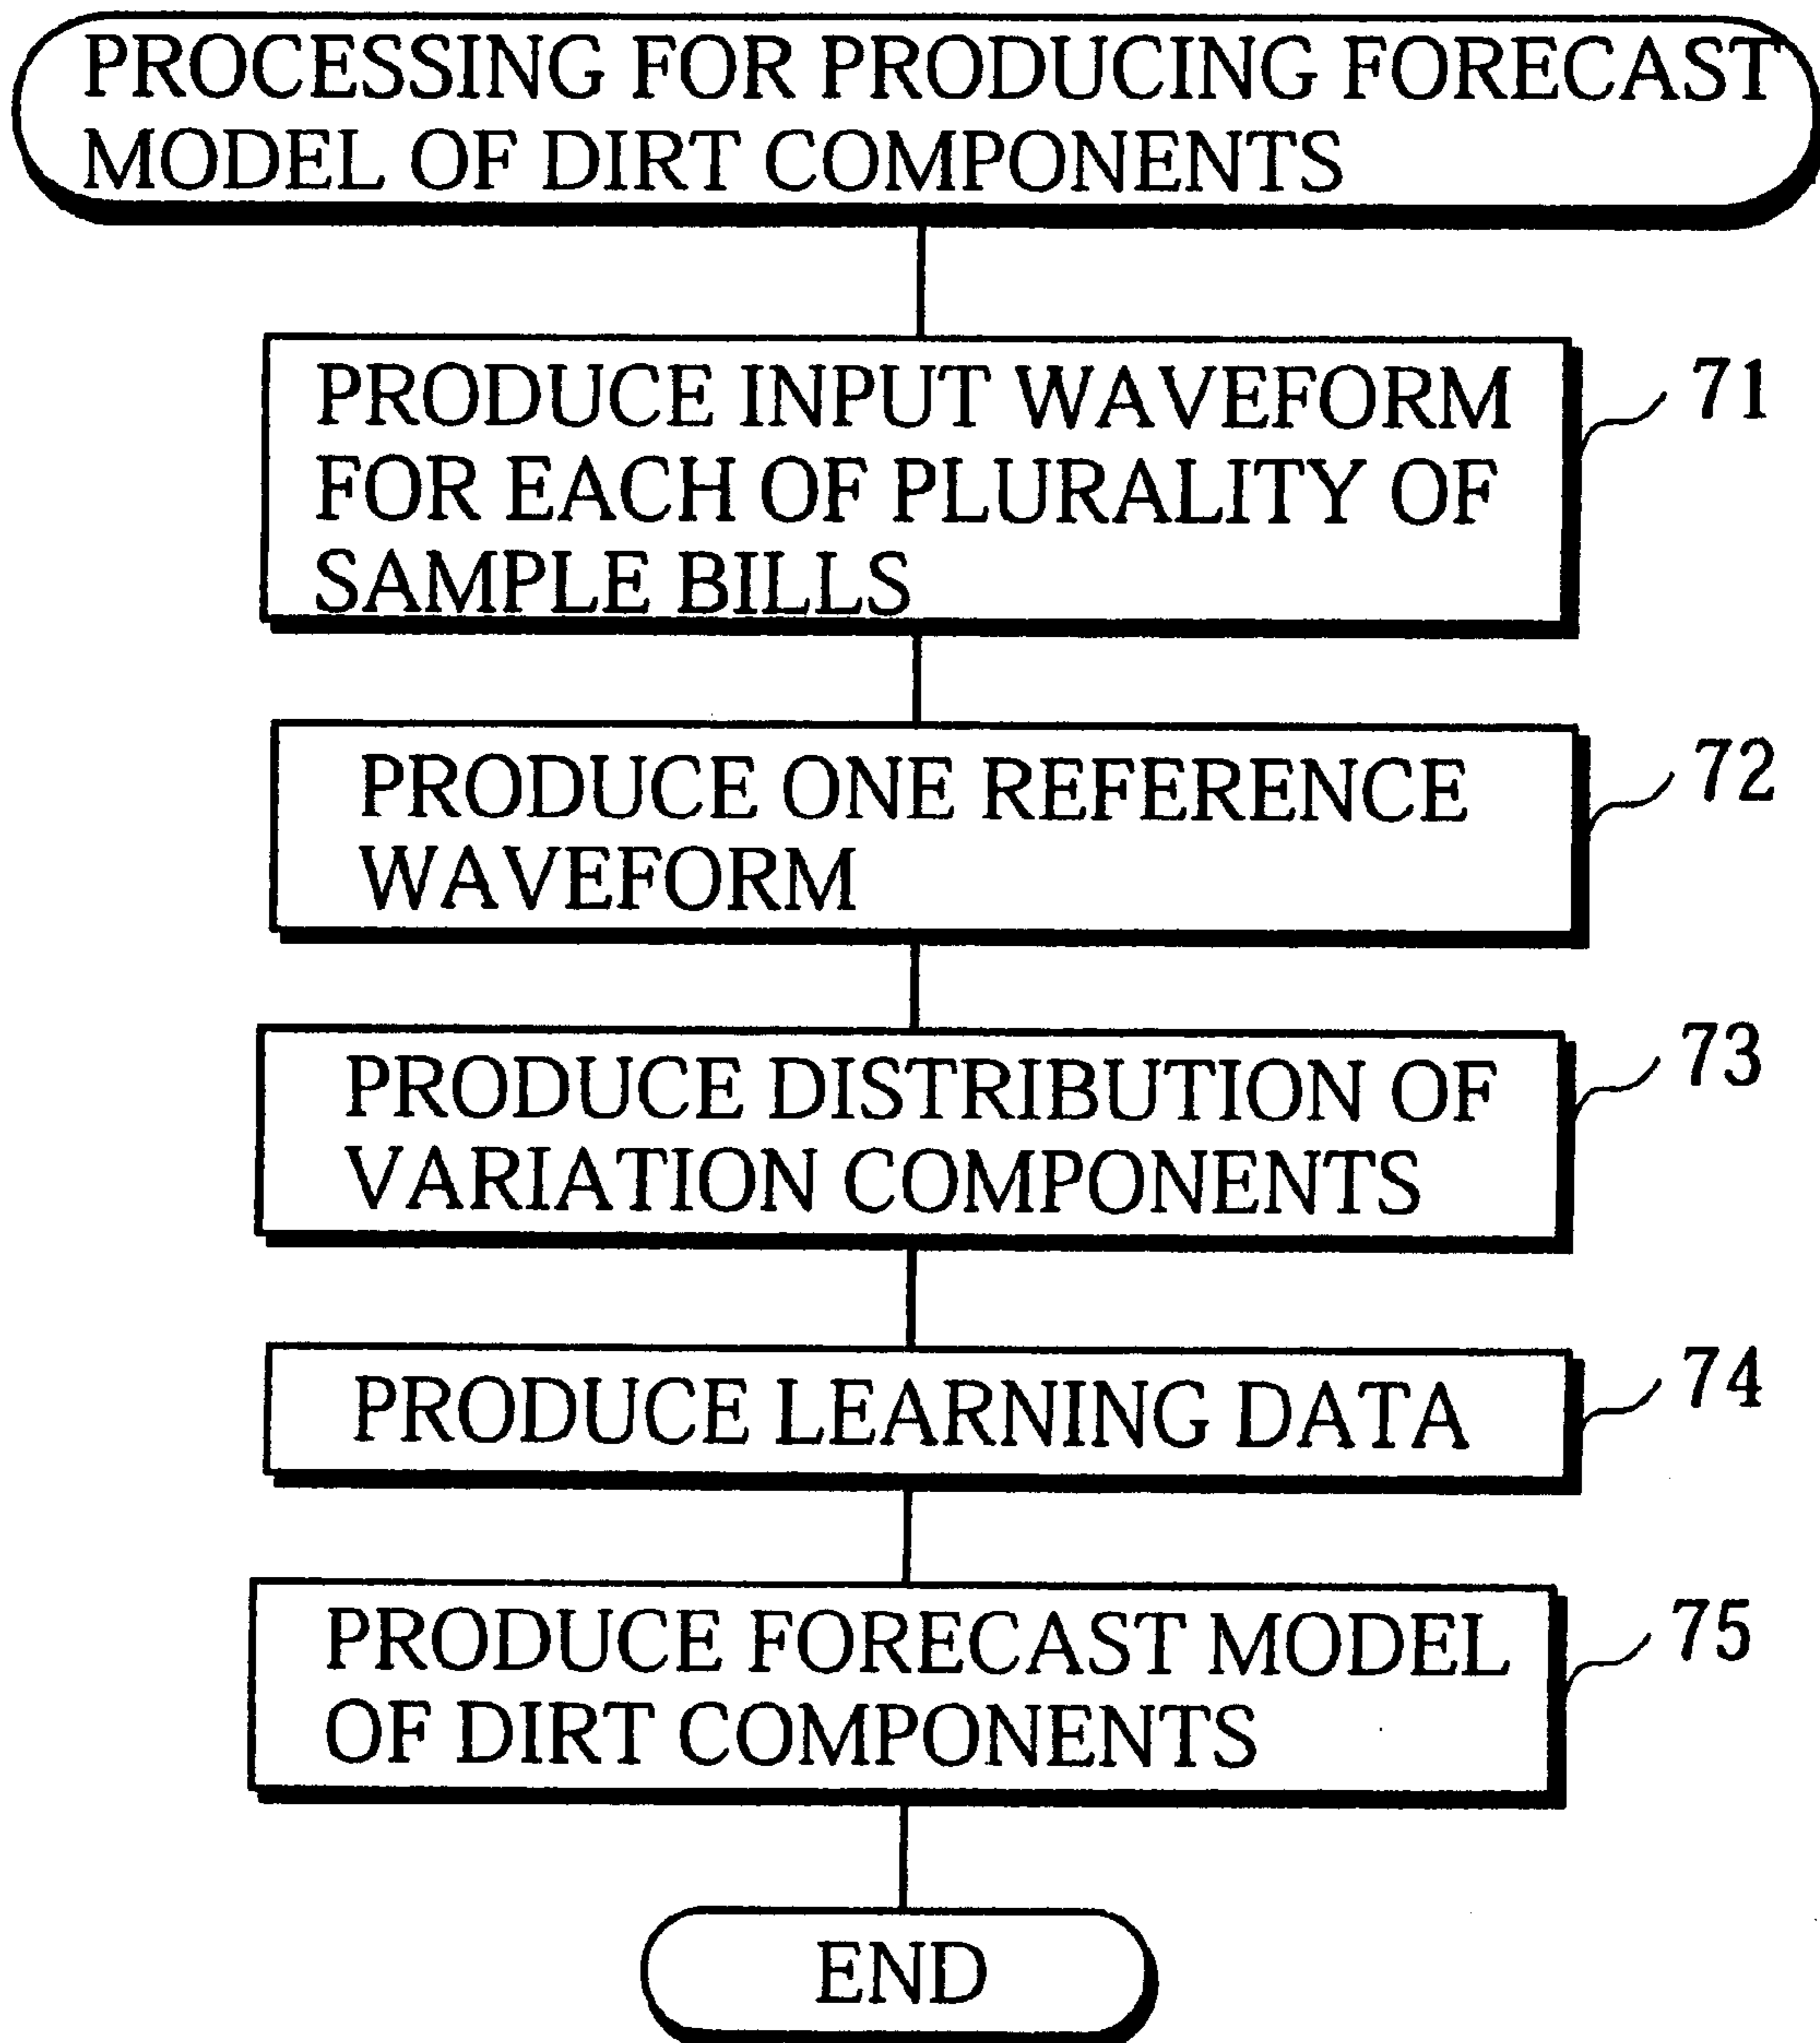 PROCESSING FOR PRODUCING FORECAST
MODEL OF DIRT COMPONENTS
PRODUCE INPUT WAVEFORM
FOR EACH OF PLURALITY OF
SAMPLE BILLS
71
PRODUCE ONE REFERENCE
WAVEFORM
72
PRODUCE DISTRIBUTION OF
VARIATION COMPONENTS
73
PRODUCE LEARNING DATA
74
PRODUCE FORECAST MODEL
OF DIRT COMPONENTS
75
END